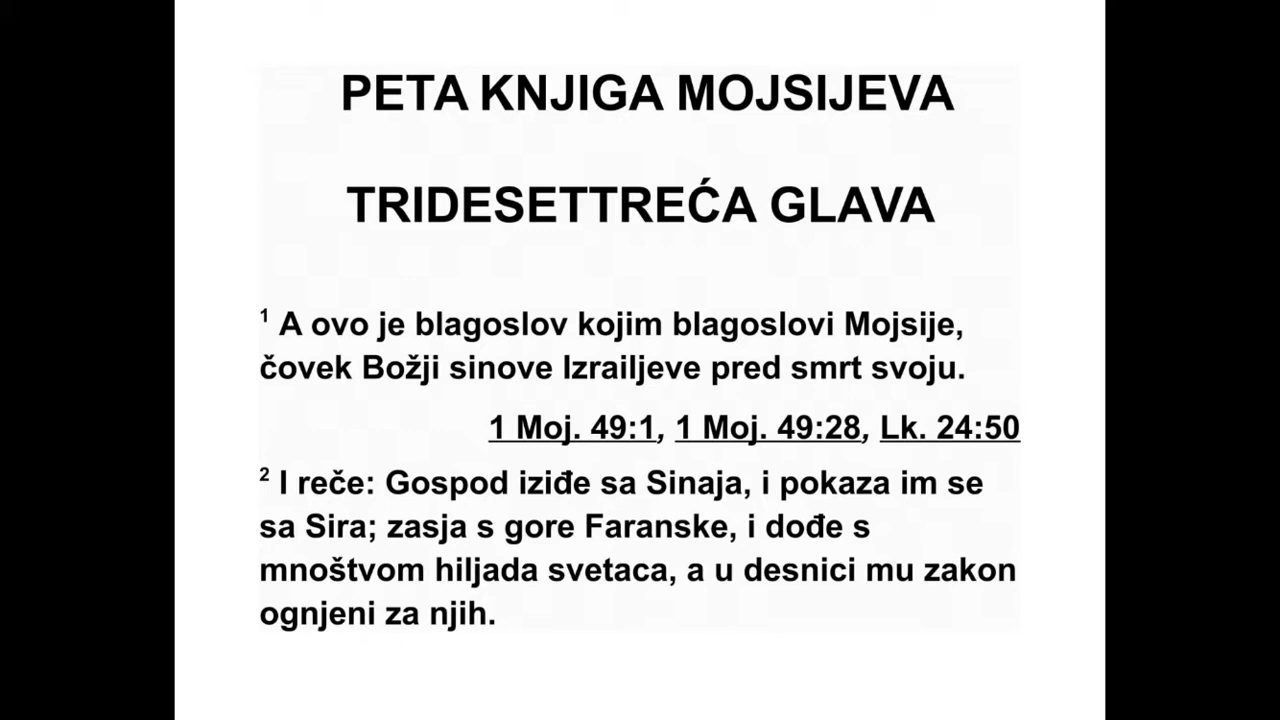 PETA KNJIGA MOJSIJEVA
TRIDESETTREĆA GLAVA
1 A ovo je blagoslov kojim blagoslovi Mojsije,
čovek Božji sinove Izrailjeve pred smrt svoju.
1 Moj. 49:1, 1 Moj. 49:28, Lk. 24:50
2 I reče: Gospod iziđe sa Sinaja, i pokaza im se
sa Sira; zasja s gore Faranske, i dođe s
mnoštvom hiljada svetaca, a u desnici mu zakon
ognjeni za njih.